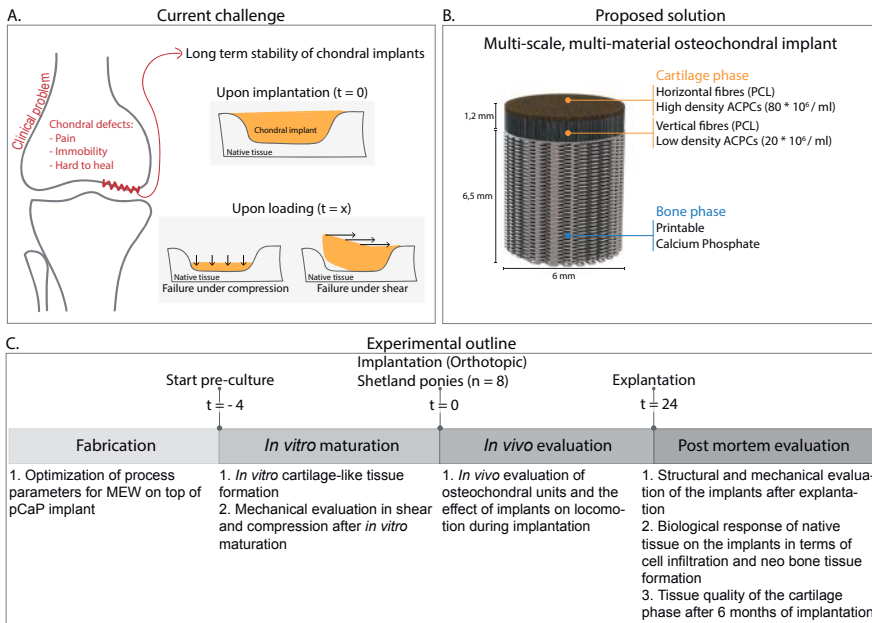 A.
Current challenge
Clinical problem
Chondral defects:
- Pain
- Immobility
- Hard to heal
Long term stability of chondral implants
Upon implantation (t = 0)
Chondral implant
Native tissue
Upon loading (t = x)
Native tissue
Failure under compression
Native tissue
Failure under shear
B.
Proposed solution
Multi-scale, multi-material osteochondral implant
1,2 mm
6,5 mm
6 mm
Cartilage phase
Horizontal fibres (PCL)
High density ACPCs (80 * 10⁶ / ml)
Vertical fibres (PCL)
Low density ACPCs (20 * 10⁶ / ml)
Bone phase
Printable
Calcium Phosphate
C.
Experimental outline
Start pre-culture
t = - 4
Implantation (Orthotopic)
Shetland ponies (n = 8)
t = 0
Explantation
t = 24
Fabrication
1. Optimization of process
parameters for MEW on top of
pCaP implant
In vitro maturation
1. In vitro cartilage-like tissue
formation
2. Mechanical evaluation in shear
and compression after in vitro
maturation
In vivo evaluation
1. In vivo evaluation of
osteochondral units and the
effect of implants on locomo-
tion during implantation
Post mortem evaluation
1. Structural and mechanical evalua-
tion of the implants after explanta-
tion
2. Biological response of native
tissue on the implants in terms of
cell infiltration and neo bone tissue
formation
3. Tissue quality of the cartilage
phase after 6 months of implantation